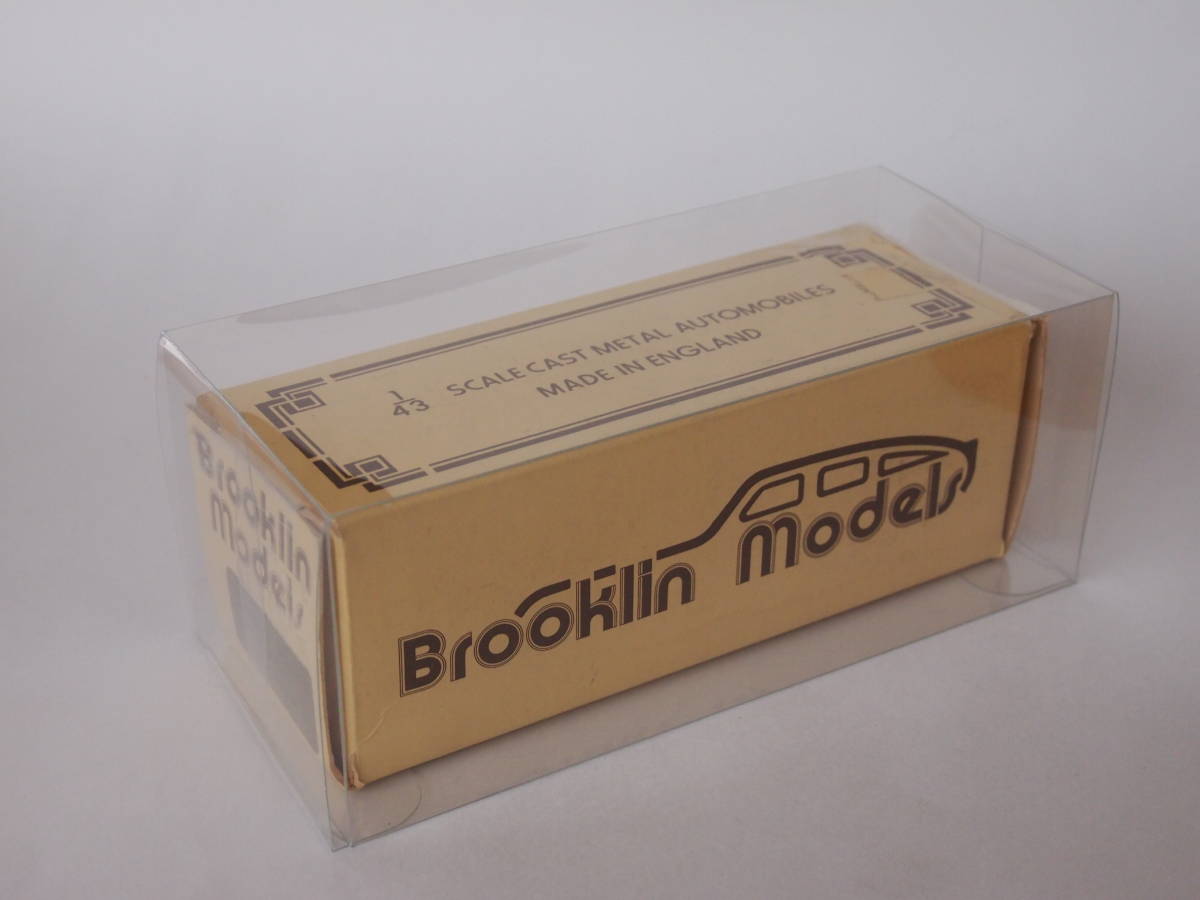 1/43 SCALE CAST METAL AUTOMOBILES
MADE IN ENGLAND
Brooklin Models
Brooklin
Models